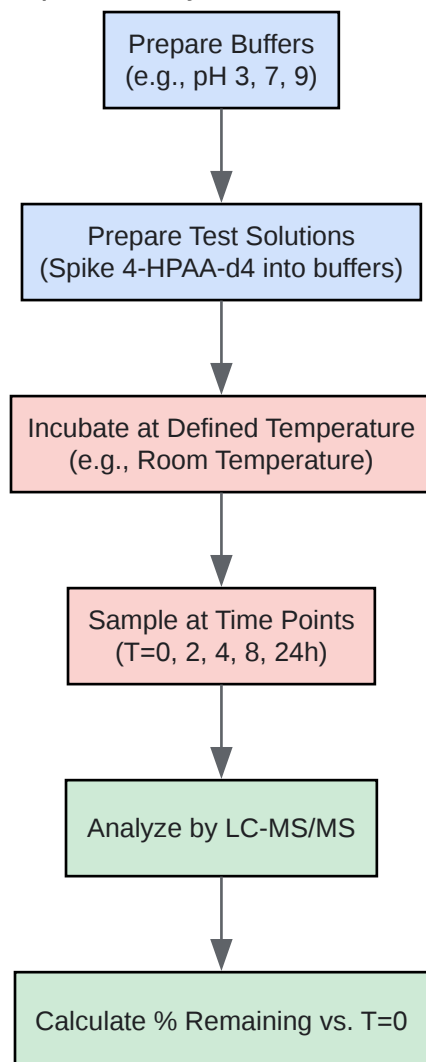 Prepare Buffers
(e.g., pH 3, 7, 9)
Prepare Test Solutions
(Spike 4-HPAA-d4 into buffers)
Incubate at Defined Temperature
(e.g., Room Temperature)
Sample at Time Points
(T=0, 2, 4, 8, 24h)
Analyze by LC-MS/MS
Calculate % Remaining vs. T=0